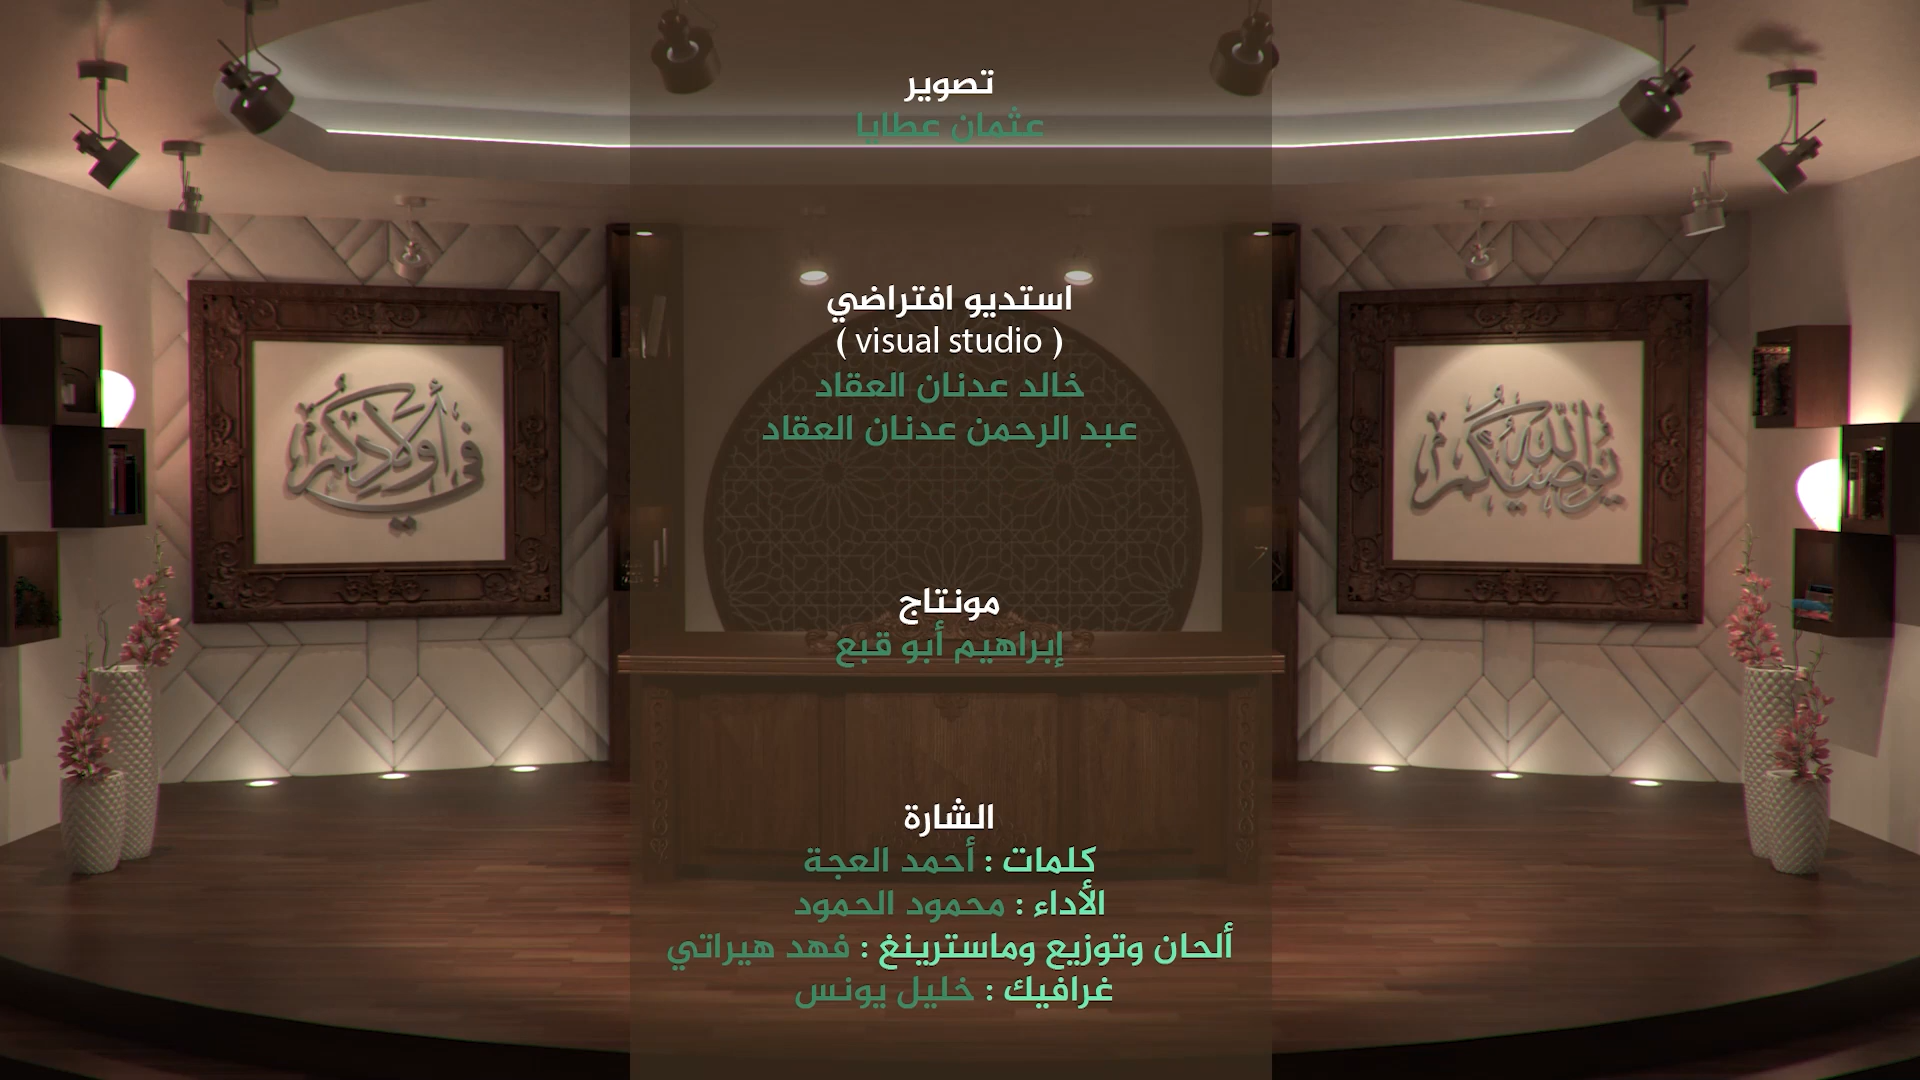 تصوير
عثمان عطايا
استديو افتراضي
( visual studio )
خالد عدنان العقاد
عبد الرحمن عدنان العقاد
يوصيكم الله
في أولادكم
مونتاج
إبراهيم أبو قبع
الشارة
كلمات : أحمد العجة
الأداء : محمود الحمود
ألحان وتوزيع وماسترينغ : فهد هيراتي
غرافيك : خليل يونس